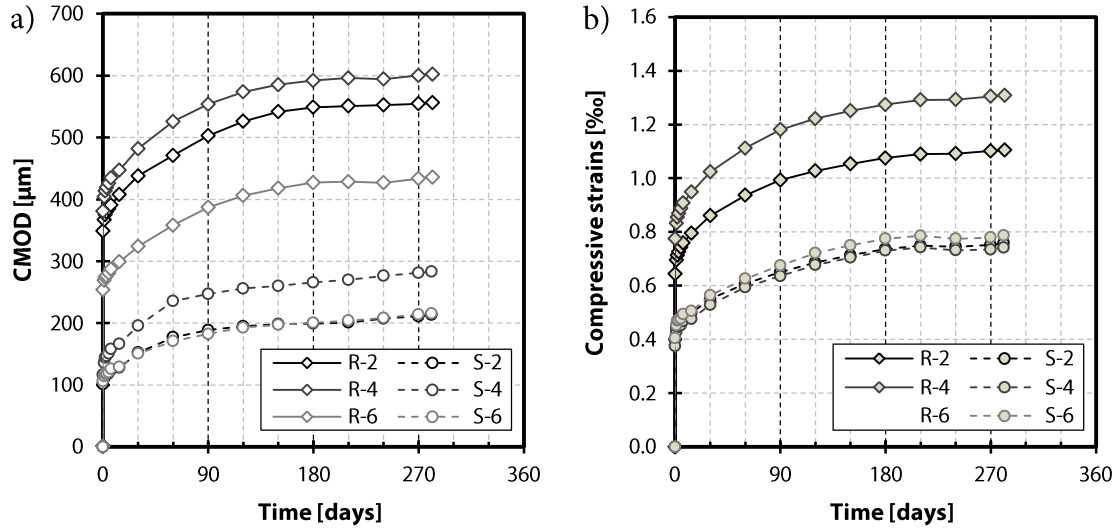 a)
CMOD [µm]
700
600
500
400
300
200
100
0
0 90 180 270 360
Time [days]
R-2 S-2
R-4 S-4
R-6 S-6
b)
Compressive strains [‰]
1.6
1.4
1.2
1.0
0.8
0.6
0.4
0.2
0.0
0 90 180 270 360
Time [days]
R-2 S-2
R-4 S-4
R-6 S-6